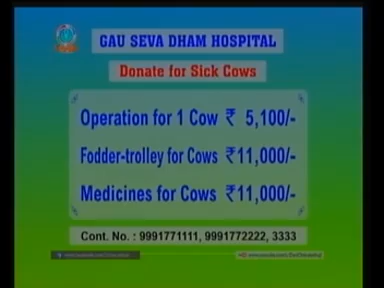 GAU SEVA DHAM HOSPITAL
Donate for Sick Cows
Operation for 1 Cow ₹ 5,100/-
Fodder-trolley for Cows ₹11,000/-
Medicines for Cows ₹11,000/-
Cont. No. : 9991771111, 9991772222, 3333